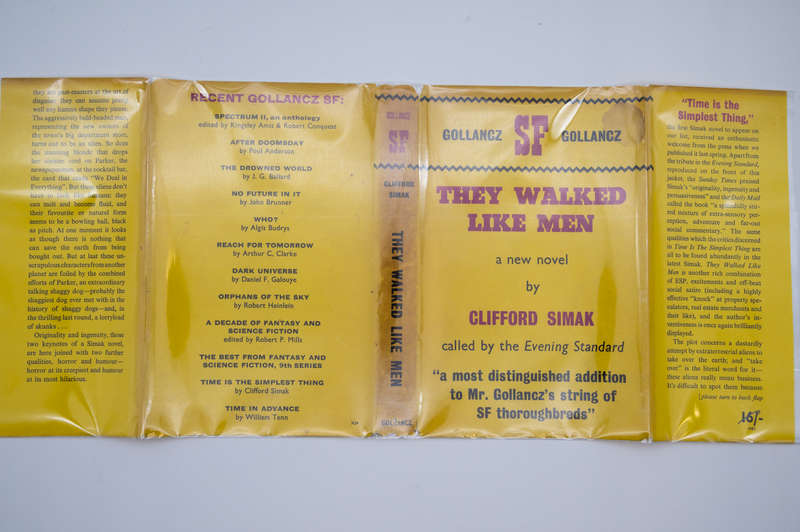 they are past-masters at the art of
disguise: they can assume pretty
well any human shape they please.
The aggressively bald-headed man,
representing the new owners of
the town's big department store,
turns out to be an alien. So does
the stunning blonde that drops
her slinkier cend on Parker, the
newspaperman at the cocktail bar;
the card that reads "We Deal in
Everything". But these aliens don't
have to look like humans: they
can melt and become fluid, and
their favourite or natural form
seems to be a bowling ball, black
as pitch. At one moment it looks
as though there is nothing that
can save the earth from being
bought out. But at last these un-
scrupulous characters from another
planet are foiled by the combined
efforts of Parker, an extraordinary
talking shaggy dog—probably the
shaggiest dog ever met with in the
history of shaggy dogs—and, in
the thrilling last round, a ferryload
of skunks . . .
Originality and ingenuity, those
two keynotes of a Simak novel,
are here joined with two further
qualities, horror and humour—
horror at its creepiest and humour
at its most hilarious.
RECENT GOLLANCZ SF:
SPECTRUM II, an anthology
edited by Kingsley Amis & Robert Conquest
AFTER DOOMSDAY
by Poul Anderson
THE DROWNED WORLD
by J. G. Ballard
NO FUTURE IN IT
by John Brunner
WHO?
by Algis Budrys
REACH FOR TOMORROW
by Arthur C. Clarke
DARK UNIVERSE
by Daniel F. Galouye
ORPHANS OF THE SKY
by Robert Heinlein
A DECADE OF FANTASY AND
SCIENCE FICTION
edited by Robert P. Mills
THE BEST FROM FANTASY AND
SCIENCE FICTION, 9th SERIES
TIME IS THE SIMPLEST THING
by Clifford Simak
TIME IN ADVANCE
by William Tenn
GOLLANCZ
SF
CLIFFORD
SIMAK
THEY WALKED LIKE MEN
GOLLANCZ
GOLLANCZ SF GOLLANCZ
THEY WALKED
LIKE MEN
a new novel
by
CLIFFORD SIMAK
called by the Evening Standard
"a most distinguished addition
to Mr. Gollancz's string of
SF thoroughbreds"
"Time is the
Simplest Thing,"
the first Simak novel to appear on
our list, received an enthusiastic
welcome from the press when we
published it last spring. Apart from
the tribute in the Evening Standard,
reproduced on the front of this
jacket, the Sunday Times praised
Simak's "originality, ingenuity and
persuasiveness" and the Daily Mail
called the book "a splendidly sus-
ed mixture of extra-sensory per-
ception, adventure and far-out
social commentary." The same
qualities which the critics discerned
in Time Is The Simplest Thing are
all to be found abundantly in the
latest Simak. They Walked Like
Men is another rich combination
of ESP, excitements and off-beat
social satire (including a highly
effective "knock" at property spe-
culators, real estate merchants and
their like), and the author's in-
ventiveness is once again brilliantly
displayed.
The plot concerns a dastardly
attempt by extraterrestrial aliens to
take over the earth; and "take
over" is the literal word for it—
these aliens really mean business.
It's difficult to spot them because
[please turn to back flap
16/-